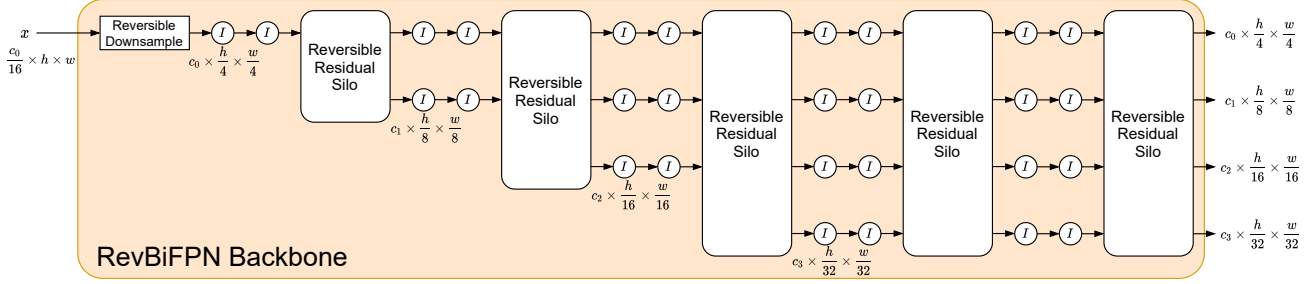 x
c₀/16 × h × w
Reversible
Downsample
I I
c₀ × h/4 × w/4
Reversible
Residual
Silo
I I
I I
c₁ × h/8 × w/8
Reversible
Residual
Silo
I I
I I
I I
c₂ × h/16 × w/16
Reversible
Residual
Silo
I I
I I
I I
I I
c₃ × h/32 × w/32
Reversible
Residual
Silo
I I
I I
I I
I I
Reversible
Residual
Silo
c₀ × h/4 × w/4
c₁ × h/8 × w/8
c₂ × h/16 × w/16
c₃ × h/32 × w/32
RevBiFPN Backbone